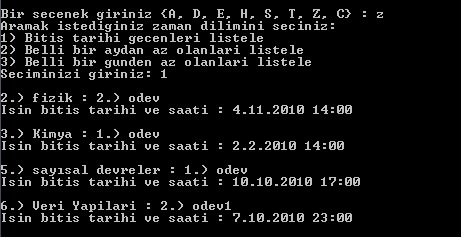 Bir secenek giriniz {A, D, E, H, S, T, Z, C} : z
Aramak istediginiz zaman dilimini seciniz:
1) Bitis tarihi gecenleri listele
2) Belli bir aydan az olanlari listele
3) Belli bir gunden az olanlari listele
Seciminizi giriniz: 1
2.) fizik : 2.) odev
Isin bitis tarihi ve saati : 4.11.2010 14:00
3.) Kimya : 1.) odev
Isin bitis tarihi ve saati : 2.2.2010 14:00
5.) sayısal devreler : 1.) odev
Isin bitis tarihi ve saati : 10.10.2010 17:00
6.) Veri Yapilari : 2.) odev1
Isin bitis tarihi ve saati : 7.10.2010 23:00